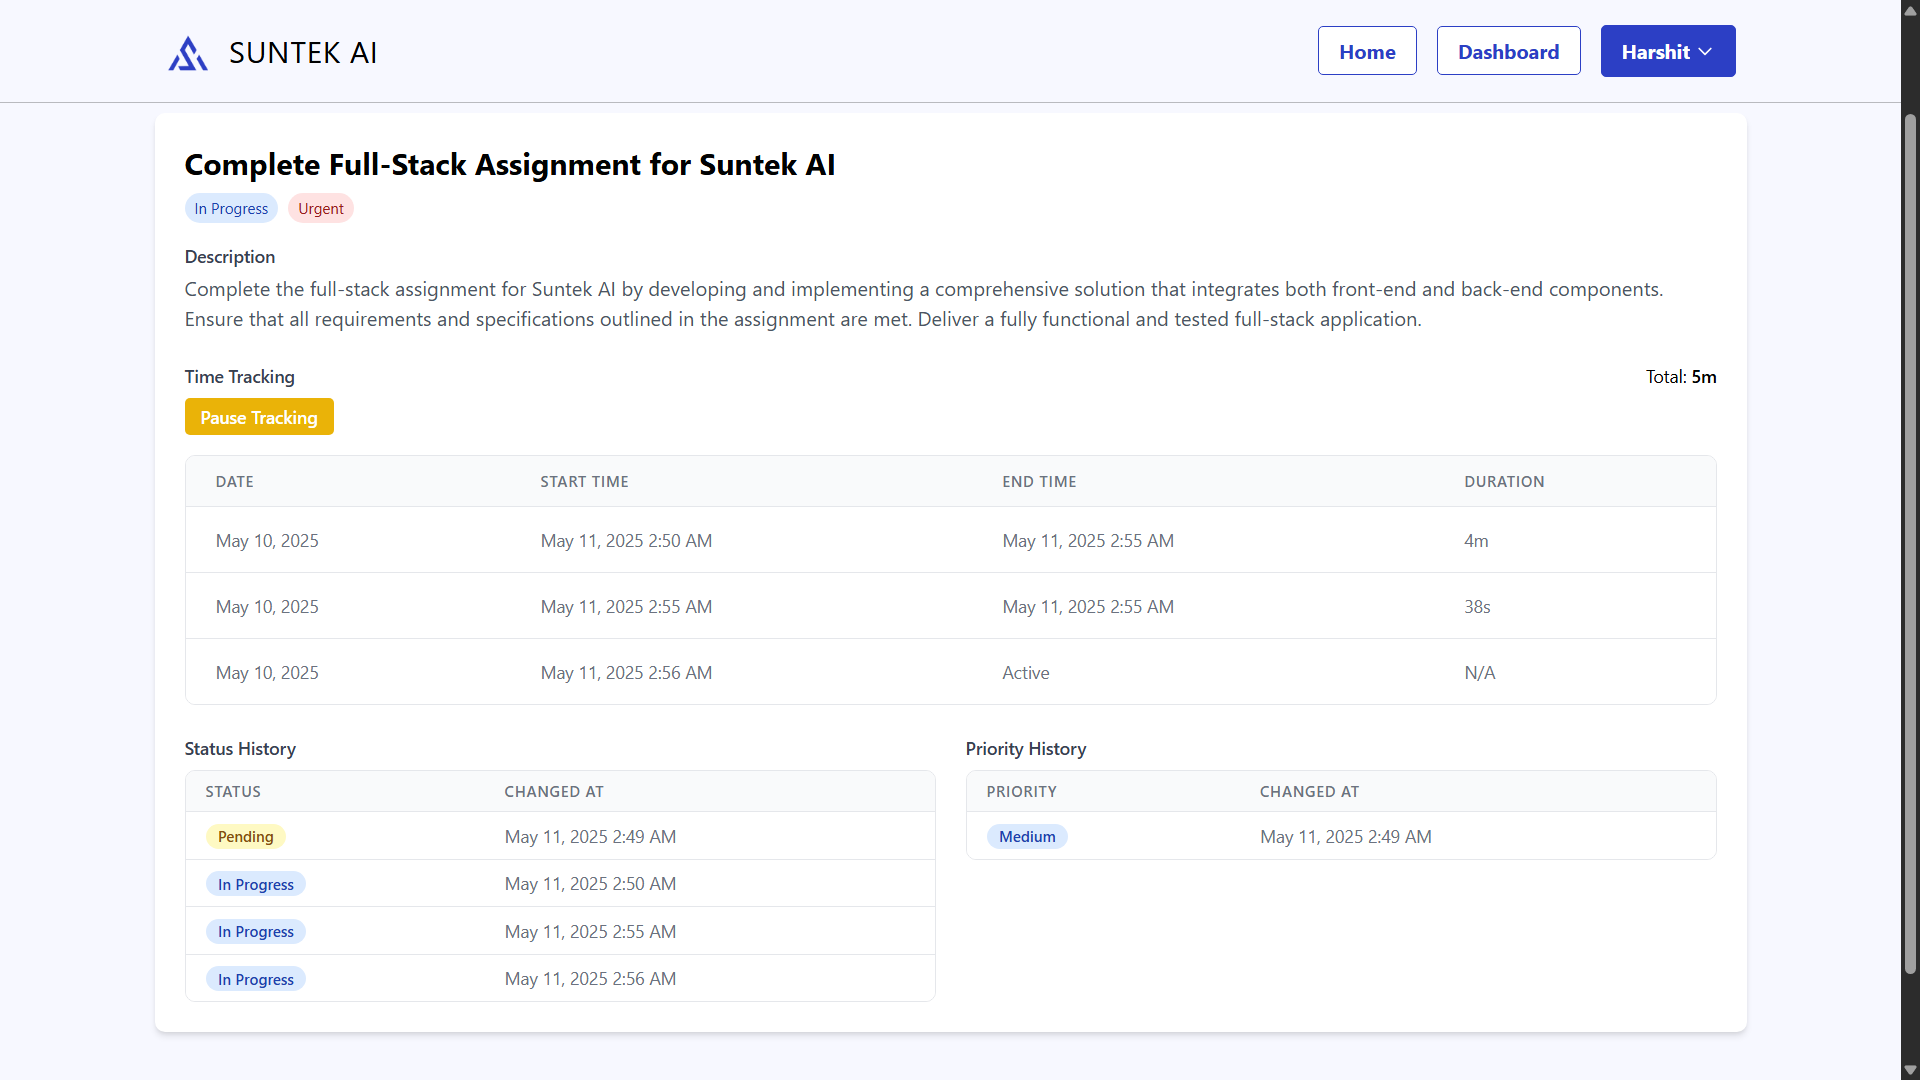 SUNTEK AI
Home
Dashboard
Harshit
Complete Full-Stack Assignment for Suntek AI
In Progress
Urgent
Description
Complete the full-stack assignment for Suntek AI by developing and implementing a comprehensive solution that integrates both front-end and back-end components.
Ensure that all requirements and specifications outlined in the assignment are met. Deliver a fully functional and tested full-stack application.
Time Tracking
Total: 5m
Pause Tracking
DATE START TIME END TIME DURATION
May 10, 2025 May 11, 2025 2:50 AM May 11, 2025 2:55 AM 4m
May 10, 2025 May 11, 2025 2:55 AM May 11, 2025 2:55 AM 38s
May 10, 2025 May 11, 2025 2:56 AM Active N/A
Status History
STATUS CHANGED AT
Pending May 11, 2025 2:49 AM
In Progress May 11, 2025 2:50 AM
In Progress May 11, 2025 2:55 AM
In Progress May 11, 2025 2:56 AM
Priority History
PRIORITY CHANGED AT
Medium May 11, 2025 2:49 AM